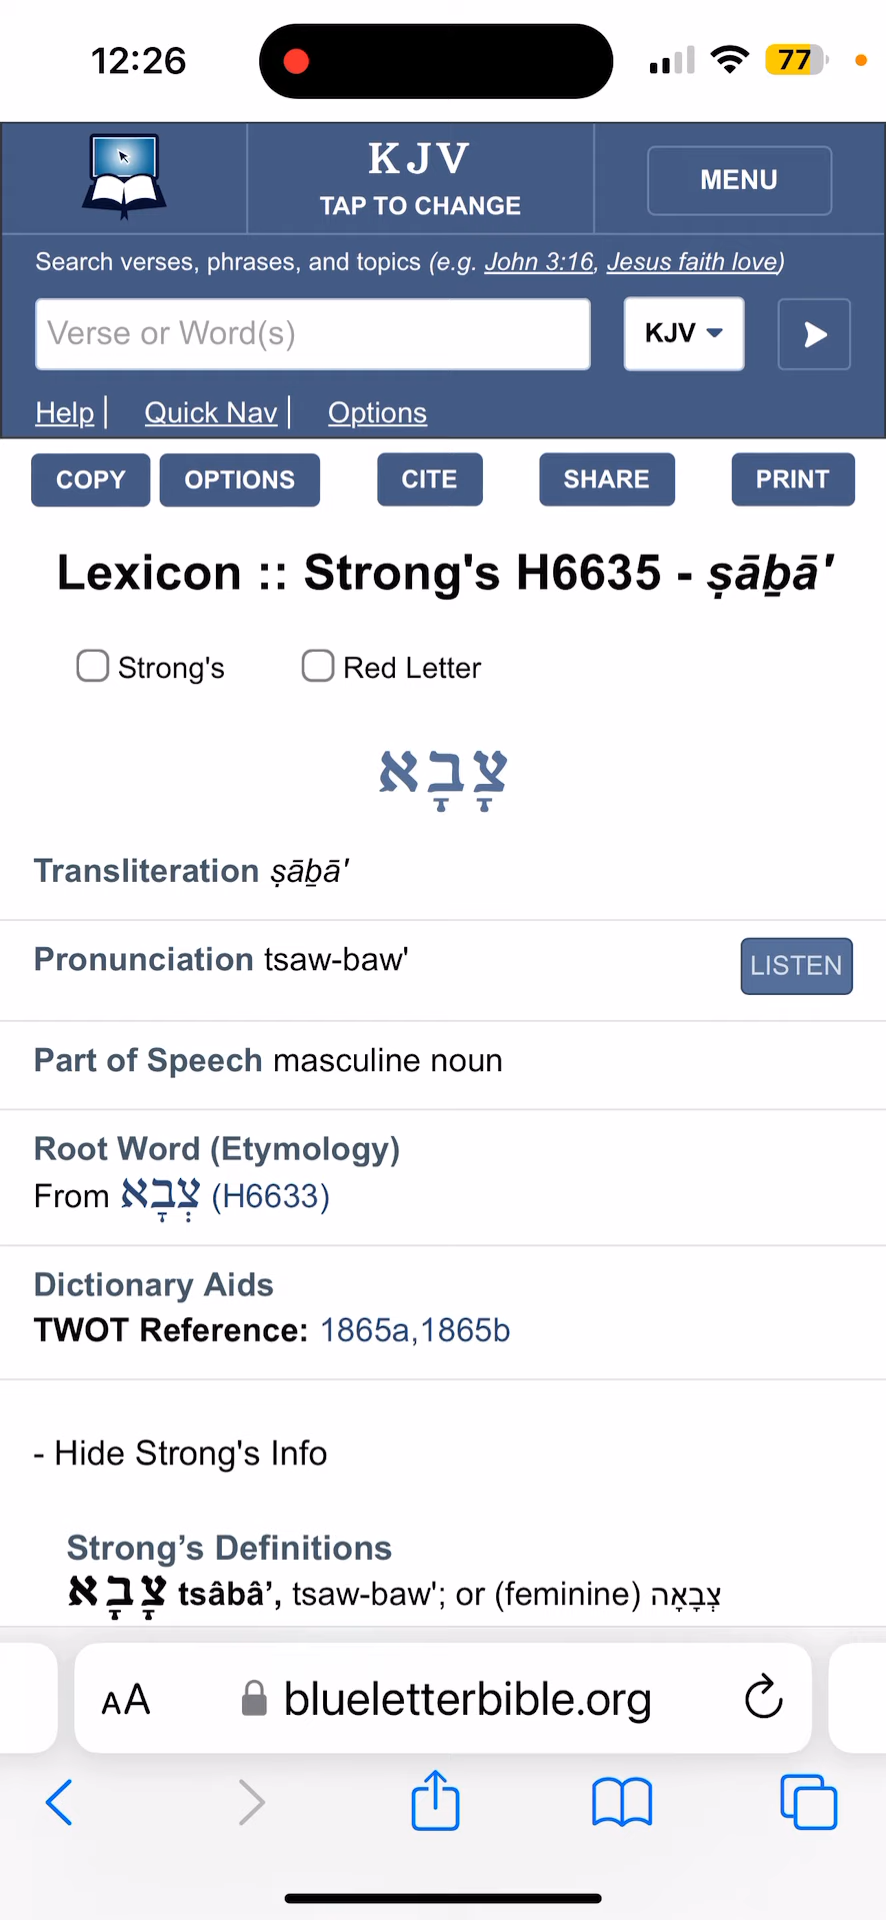 12:26
77
KJV
TAP TO CHANGE
MENU
Search verses, phrases, and topics (e.g. John 3:16, Jesus faith love)
Verse or Word(s)
KJV
Help | Quick Nav | Options
COPY OPTIONS CITE SHARE PRINT
Lexicon :: Strong's H6635 - ṣāḇā'
Strong's Red Letter
צָבָא
Transliteration ṣāḇā'
Pronunciation tsaw-baw'
LISTEN
Part of Speech masculine noun
Root Word (Etymology)
From צְבָא (H6633)
Dictionary Aids
TWOT Reference: 1865a,1865b
- Hide Strong's Info
Strong’s Definitions
צָבָא tsâbâʼ, tsaw-baw'; or (feminine) צְבָאָה
AA blueletterbible.org